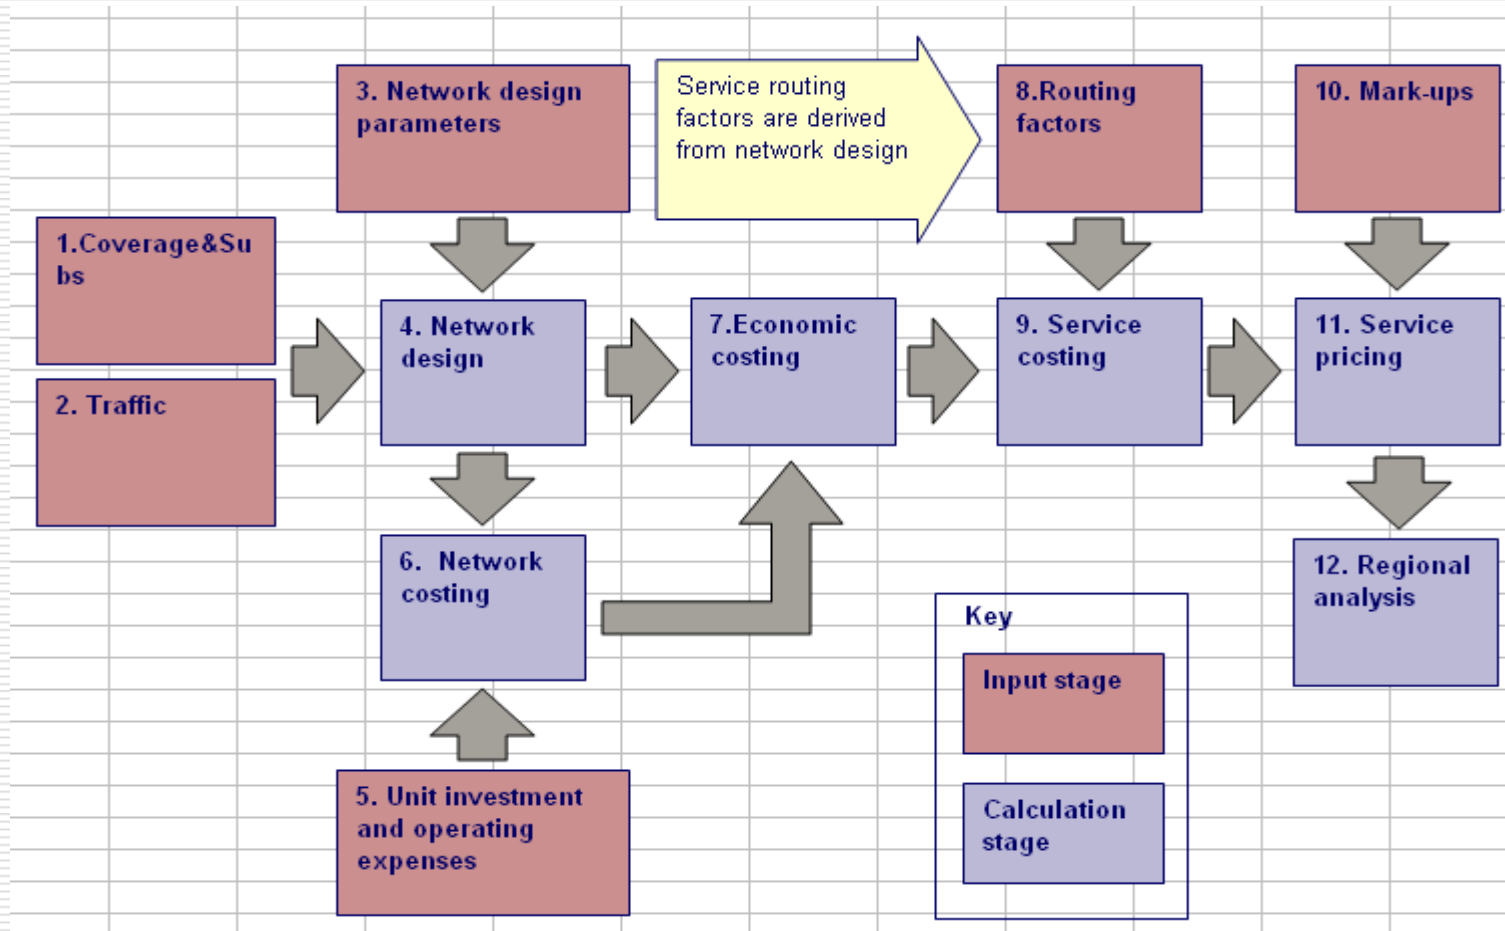 3. Network design
parameters
Service routing
factors are derived
from network design
8.Routing
factors
10. Mark-ups
1.Coverage&Su
bs
2. Traffic
4. Network
design
7.Economic
costing
9. Service
costing
11. Service
pricing
6. Network
costing
12. Regional
analysis
5. Unit investment
and operating
expenses
Key
Input stage
Calculation
stage